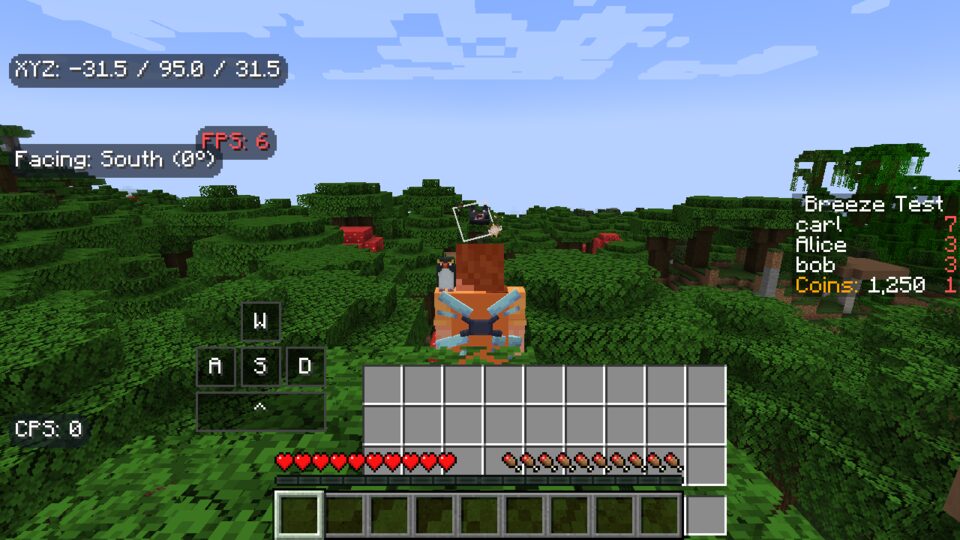 XYZ: -31.5 / 95.0 / 31.5
FPS: 6
Facing: South (0°)
Breeze Test
carl 7
Alice 3
bob 3
Coins: 1,250 1
W
A S D
^
CPS: 0